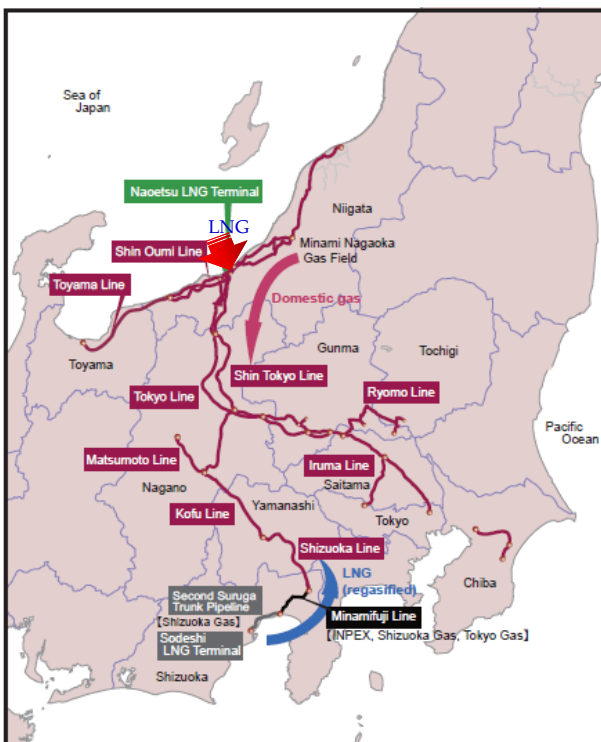 Sea of
Japan
Naoetsu LNG Terminal
Niigata
LNG
Shin Oumi Line
Minami Nagaoka
Gas Field
Toyama Line
Domestic gas
Toyama
Gunma
Tochigi
Shin Tokyo Line
Tokyo Line
Ryomo Line
Pacific
Ocean
Matsumoto Line
Iruma Line
Nagano
Saitama
Kofu Line
Yamanashi
Tokyo
Shizuoka Line
LNG
(regasified)
Chiba
Second Suruga
Trunk Pipeline
【Shizuoka Gas】
Minamifuji Line
【INPEX, Shizuoka Gas, Tokyo Gas】
Sodeshi
LNG Terminal
Shizuoka